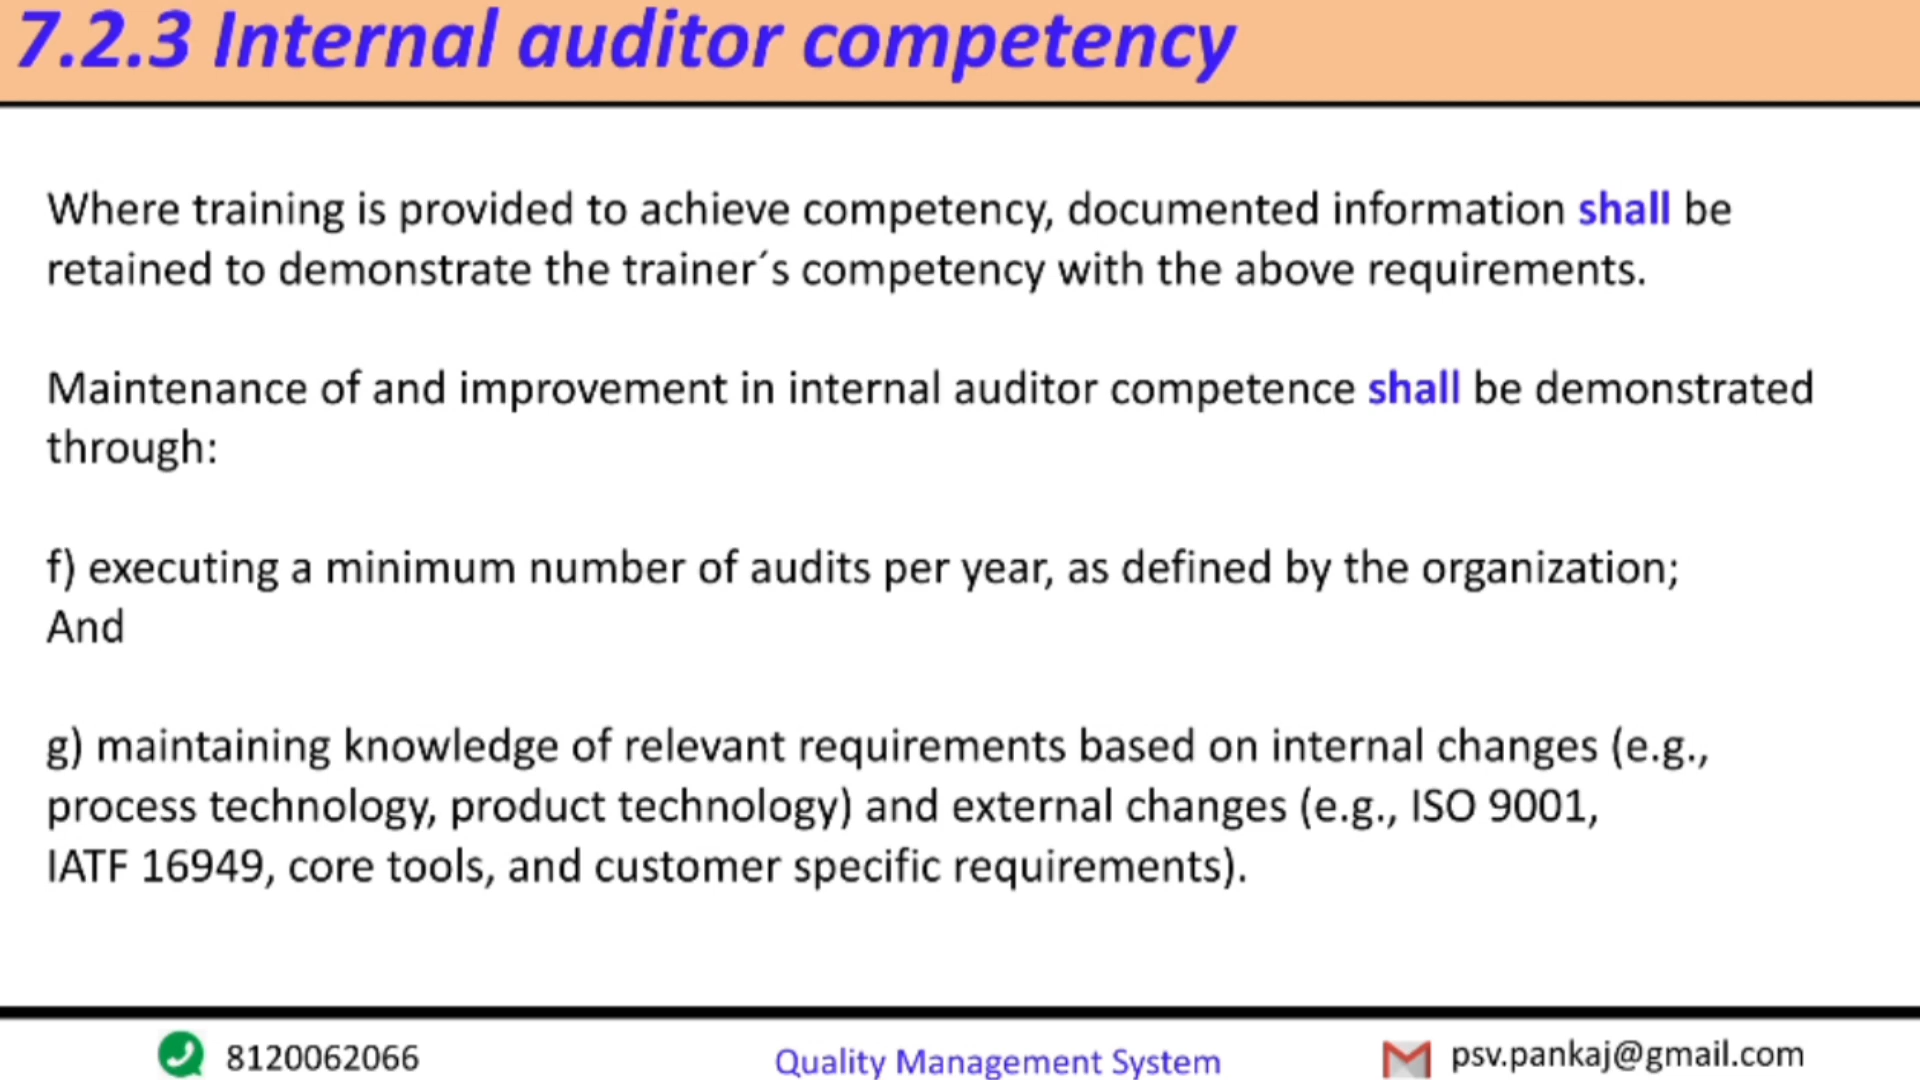 7.2.3 Internal auditor competency
Where training is provided to achieve competency, documented information shall be
retained to demonstrate the trainer´s competency with the above requirements.
Maintenance of and improvement in internal auditor competence shall be demonstrated
through:
f) executing a minimum number of audits per year, as defined by the organization;
And
g) maintaining knowledge of relevant requirements based on internal changes (e.g.,
process technology, product technology) and external changes (e.g., ISO 9001,
IATF 16949, core tools, and customer specific requirements).
8120062066
Quality Management System
psv.pankaj@gmail.com